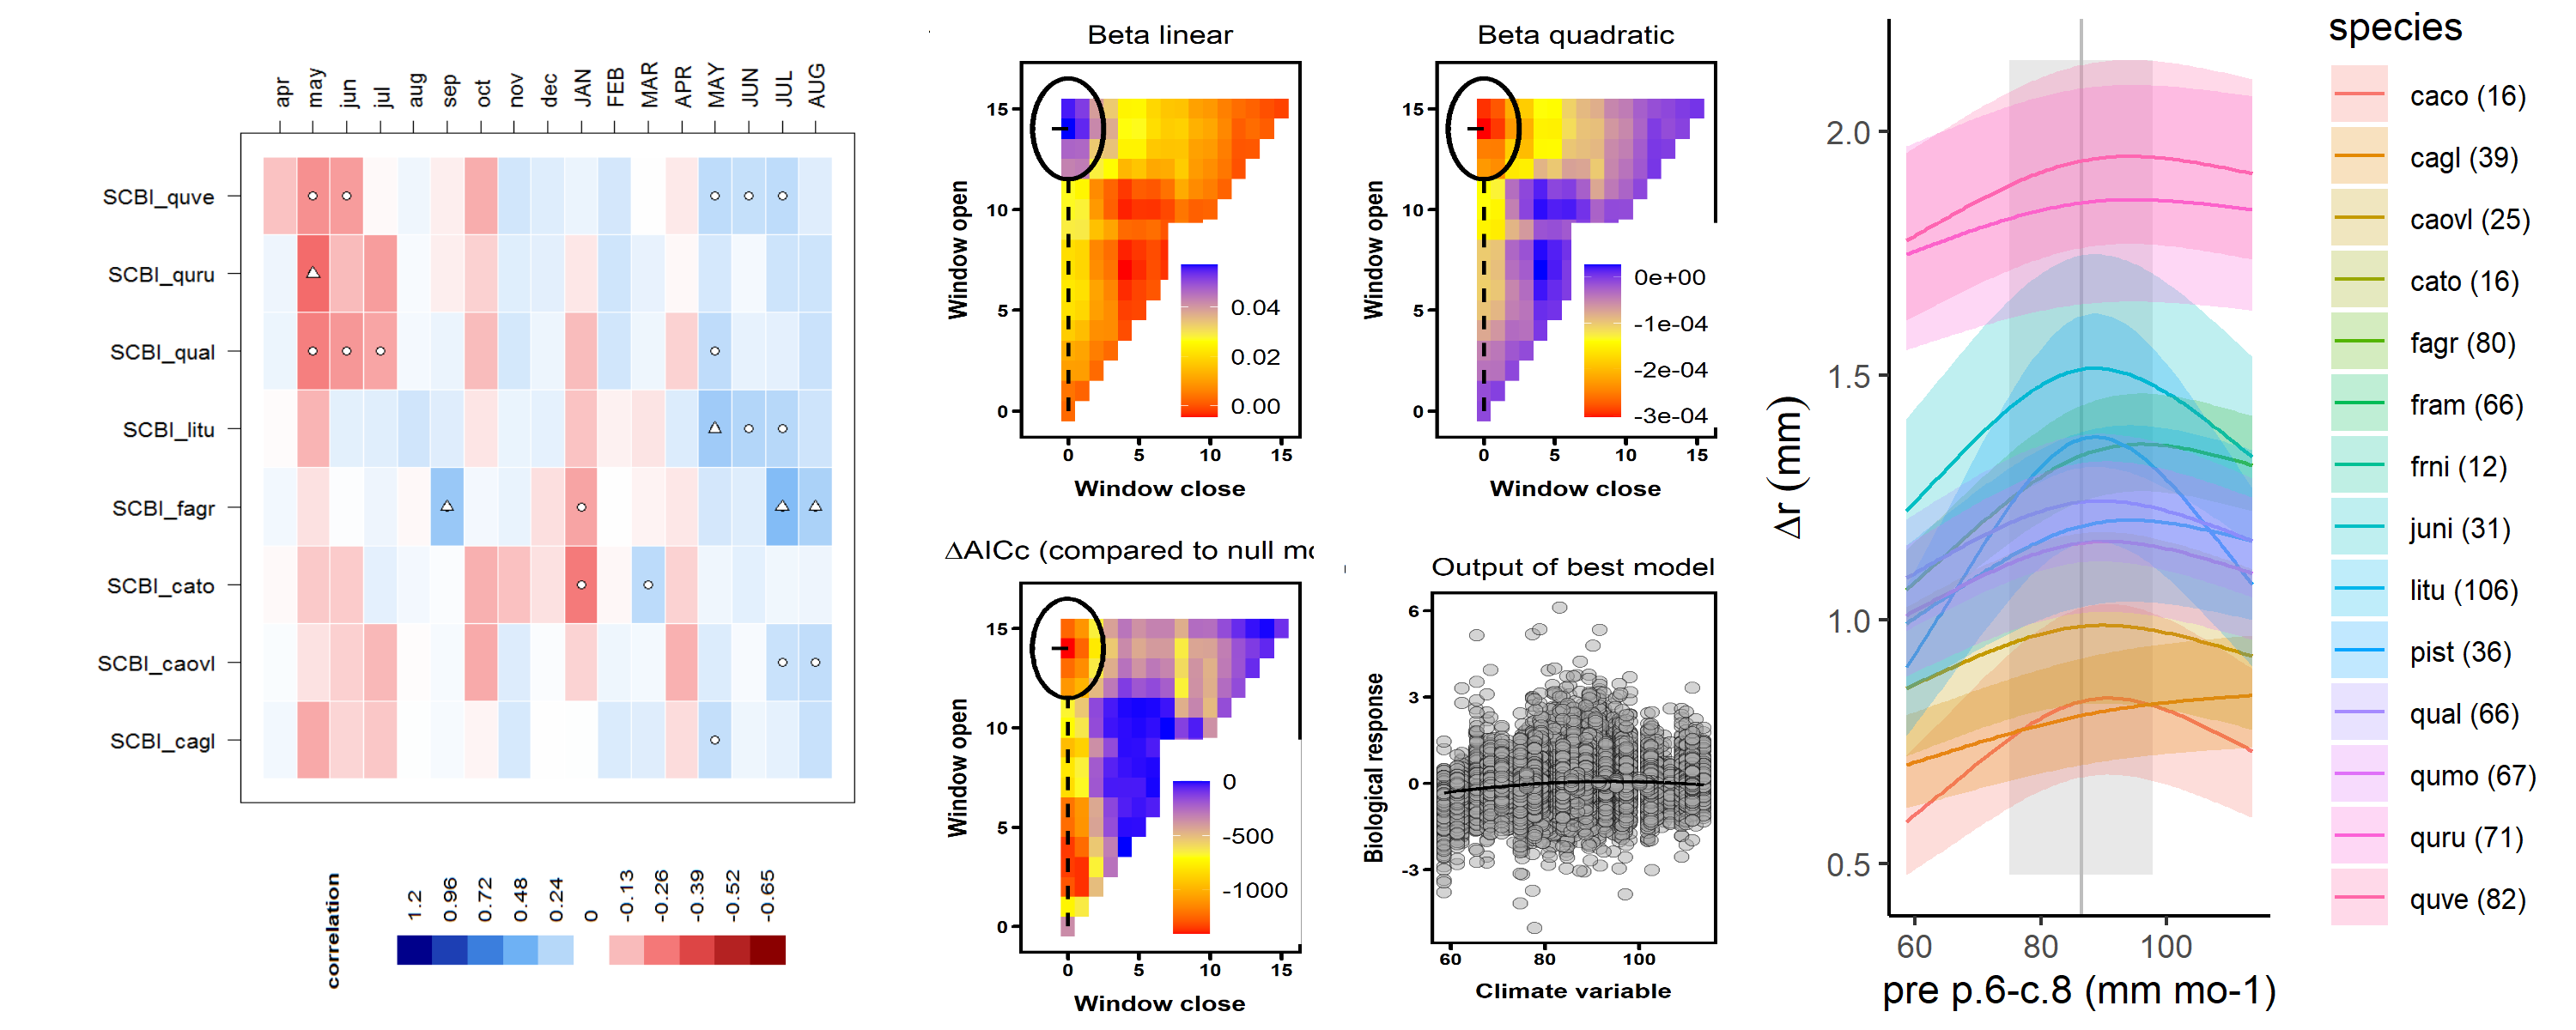 apr may jun jul aug sep oct nov dec JAN FEB MAR APR MAY JUN JUL AUG
SCBI_quve
SCBI_quru
SCBI_qual
SCBI_litu
SCBI_fagr
SCBI_cato
SCBI_caovl
SCBI_cagl
correlation
1.2 0.96 0.72 0.48 0.24 0 -0.13 -0.26 -0.39 -0.52 -0.65
Beta linear
Window open
15
10
5
0
0.04
0.02
0.00
0 5 10 15
Window close
Beta quadratic
Window open
15
10
5
0
0e+00
-1e-04
-2e-04
-3e-04
0 5 10 15
Window close
ΔAICc (compared to null mo
Window open
15
10
5
0
0
-500
-1000
0 5 10 15
Window close
Output of best model
Biological response
6
3
0
-3
60 80 100
Climate variable
Δr (mm)
2.0
1.5
1.0
0.5
60 80 100
pre p.6-c.8 (mm mo-1)
species
caco (16)
cagl (39)
caovl (25)
cato (16)
fagr (80)
fram (66)
frni (12)
juni (31)
litu (106)
pist (36)
qual (66)
qumo (67)
quru (71)
quve (82)